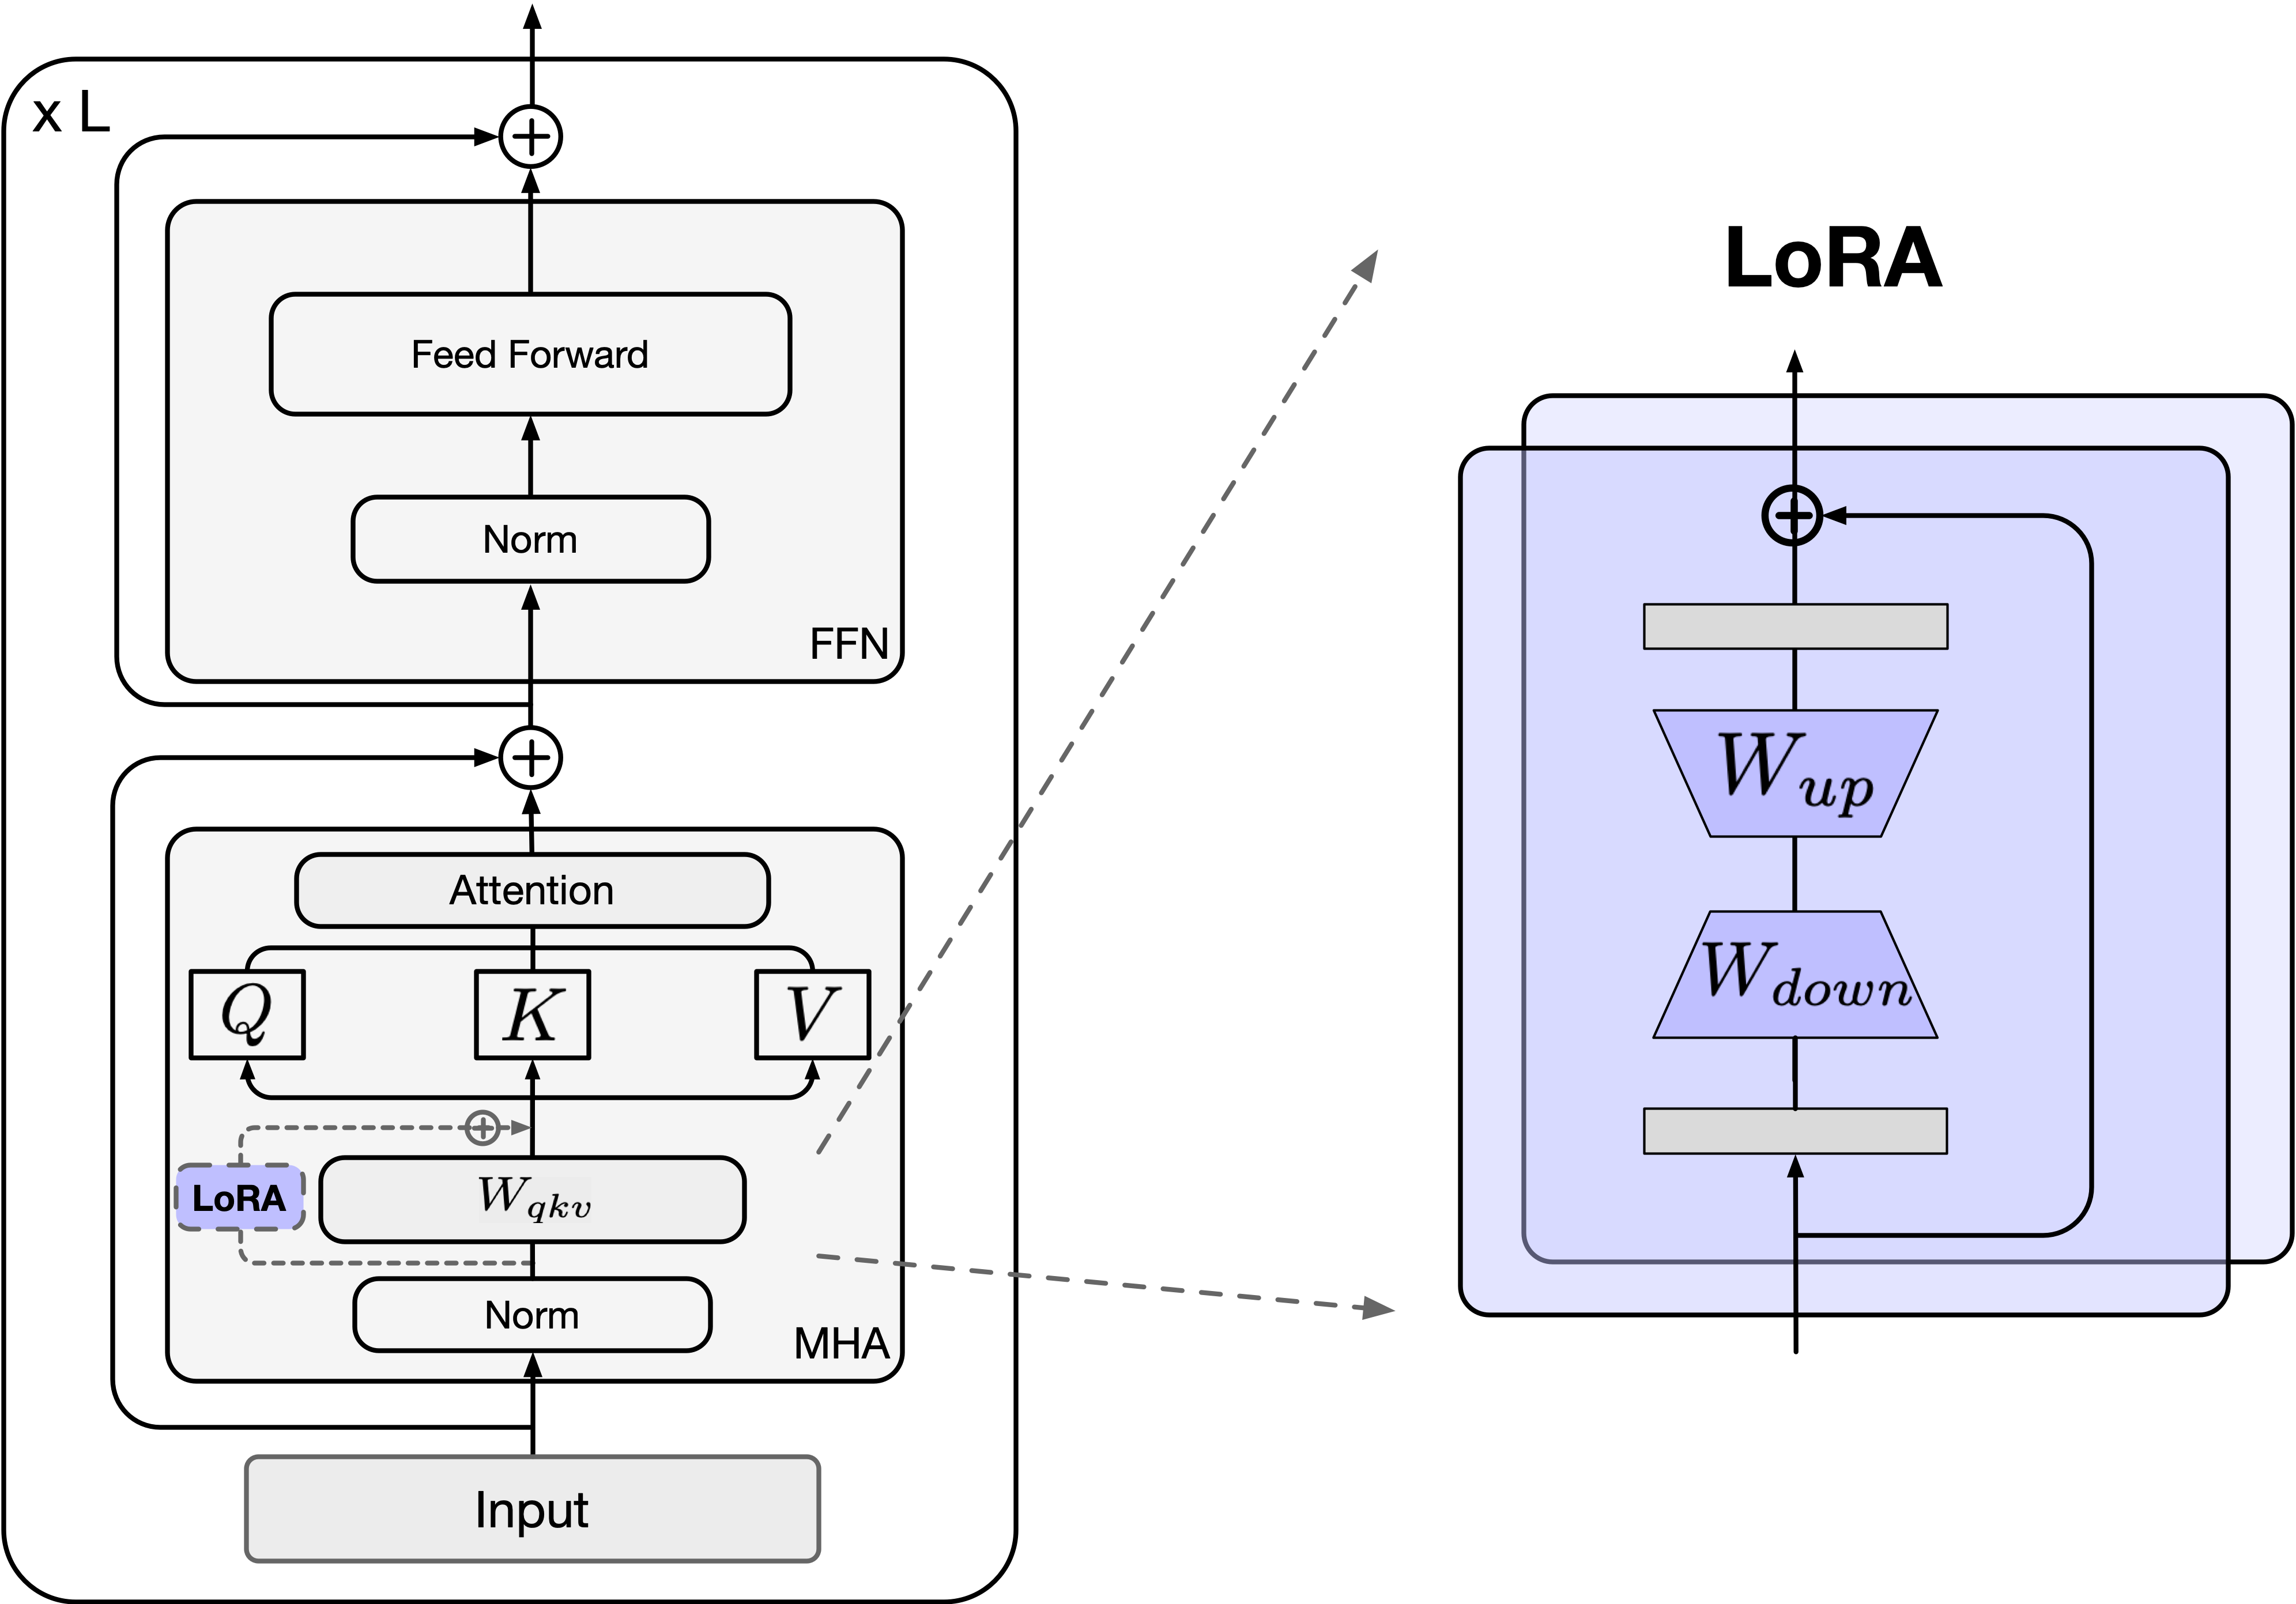 x L
Feed Forward
Norm
FFN
Attention
Q K V
LoRA W_{qkv}
Norm
MHA
Input
LoRA
W_{up}
W_{down}